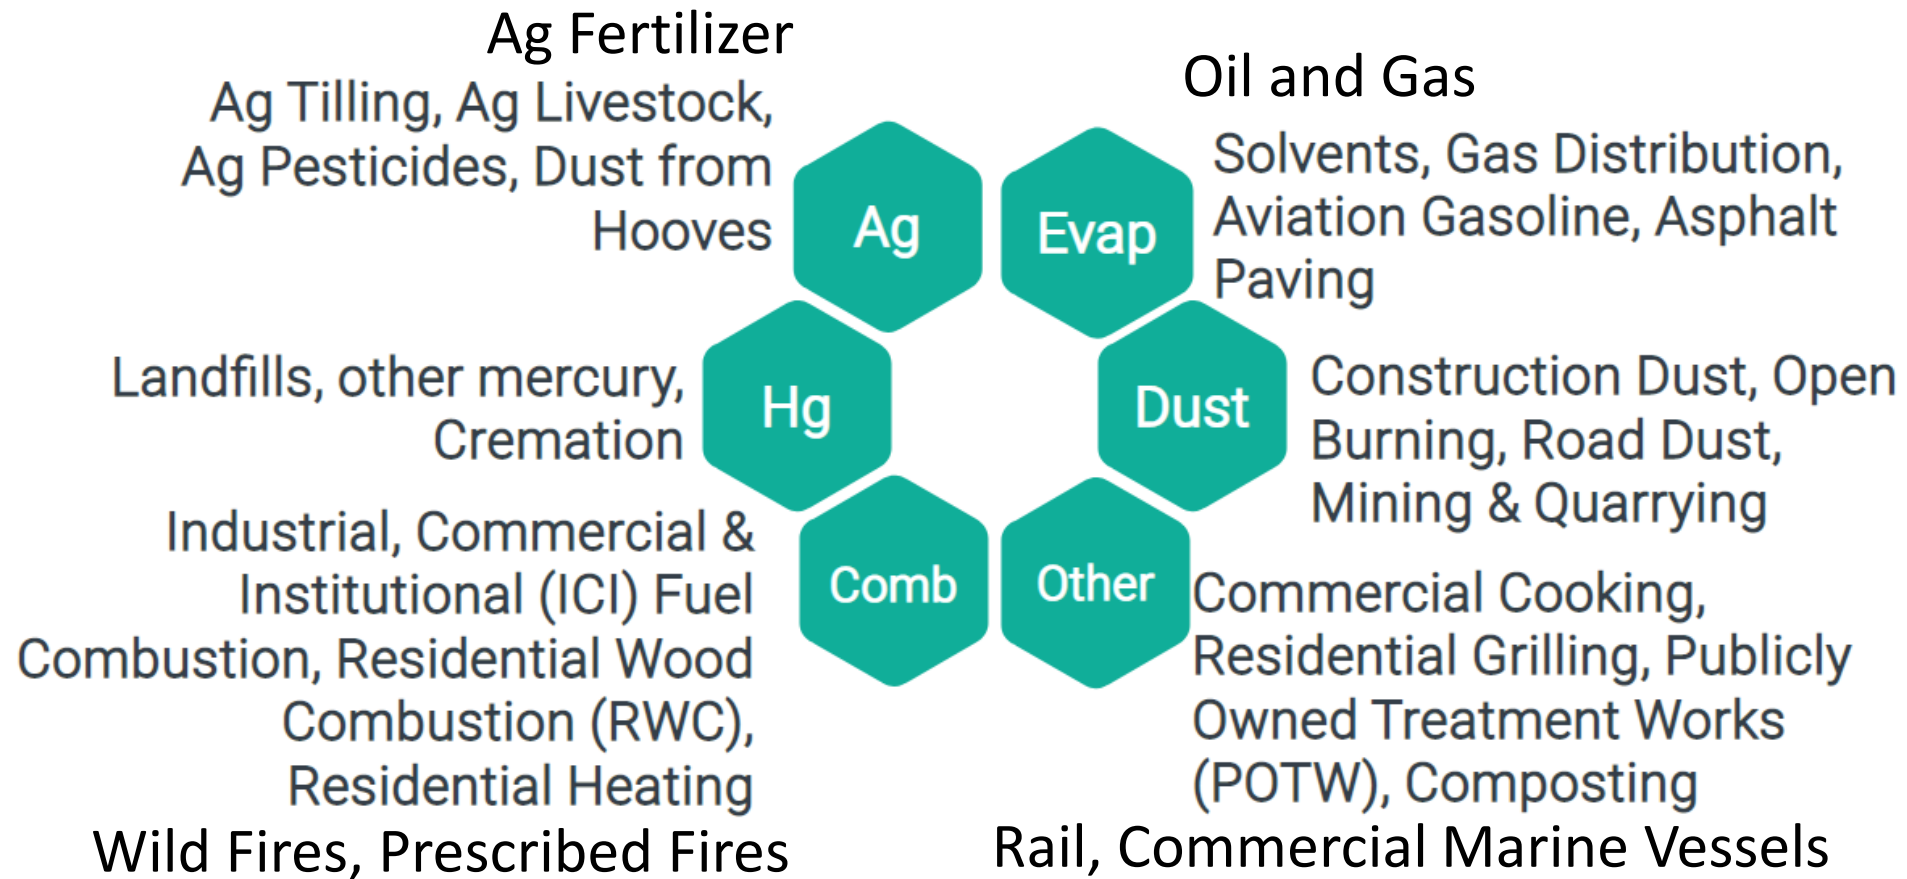 Ag Fertilizer
Ag Tilling, Ag Livestock,
Ag Pesticides, Dust from
Hooves
Ag
Oil and Gas
Evap
Solvents, Gas Distribution,
Aviation Gasoline, Asphalt
Paving
Landfills, other mercury,
Cremation
Hg
Dust
Construction Dust, Open
Burning, Road Dust,
Mining & Quarrying
Industrial, Commercial &
Institutional (ICI) Fuel
Combustion, Residential Wood
Combustion (RWC),
Residential Heating
Comb
Wild Fires, Prescribed Fires
Other
Commercial Cooking,
Residential Grilling, Publicly
Owned Treatment Works
(POTW), Composting
Rail, Commercial Marine Vessels